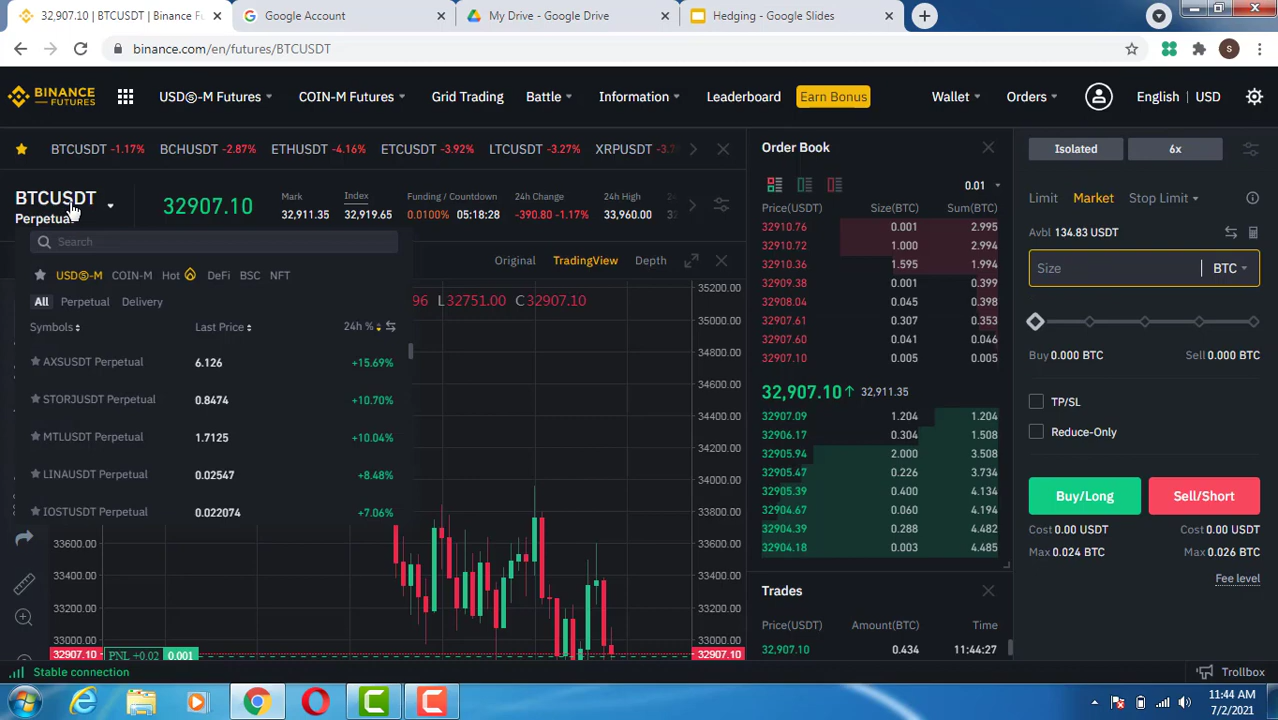 32,907.10 | BTCUSDT | Binance F
Google Account
My Drive - Google Drive
Hedging - Google Slides
binance.com/en/futures/BTCUSDT
S
BINANCE FUTURES
USDⓈ-M Futures
COIN-M Futures
Grid Trading
Battle
Information
Leaderboard
Earn Bonus
Wallet
Orders
English | USD
BTCUSDT -1.17% BCHUSDT -2.87% ETHUSDT -4.16% ETCUSDT -3.92% LTCUSDT -3.27% XRPUSDT
BTCUSDT
Perpetual
32907.10
Mark
32,911.35
Index
32,919.65
Funding / Countdown
0.0100% 05:18:28
24h Change
-390.80 -1.17%
24h High
33,960.00
Search
USDⓈ-M COIN-M Hot DeFi BSC NFT
All Perpetual Delivery
Symbols Last Price 24h %
AXSUSDT Perpetual 6.126 +15.69%
STORJUSDT Perpetual 0.8474 +10.70%
MTLUSDT Perpetual 1.7125 +10.04%
LINAUSDT Perpetual 0.02547 +8.48%
IOSTUSDT Perpetual 0.022074 +7.06%
Original TradingView Depth
96 L32751.00 C32907.10
35200.00
35000.00
34800.00
34600.00
34400.00
34200.00
34000.00
33800.00
33600.00 33600.00
33400.00 33400.00
33200.00 33200.00
33000.00 33000.00
32907.10 PNL +0.02 0.001 32907.10
Order Book
0.01
Price(USDT) Size(BTC) Sum(BTC)
32910.76 0.001 2.995
32910.72 1.000 2.994
32910.36 1.595 1.994
32909.38 0.001 0.399
32908.04 0.045 0.398
32907.61 0.307 0.353
32907.60 0.041 0.046
32907.10 0.005 0.005
32,907.10↑ 32,911.35
32907.09 1.204 1.204
32906.17 0.304 1.508
32905.94 2.000 3.508
32905.47 0.226 3.734
32905.39 0.400 4.134
32904.67 0.060 4.194
32904.39 0.288 4.482
32904.18 0.003 4.485
Trades
Price(USDT) Amount(BTC) Time
32,907.10 0.434 11:44:27
Isolated 6x
Limit Market Stop Limit
Avbl 134.83 USDT
Size BTC
Buy 0.000 BTC Sell 0.000 BTC
TP/SL
Reduce-Only
Buy/Long Sell/Short
Cost 0.00 USDT Cost 0.00 USDT
Max 0.024 BTC Max 0.026 BTC
Fee level
Stable connection
Trollbox
11:44 AM
7/2/2021